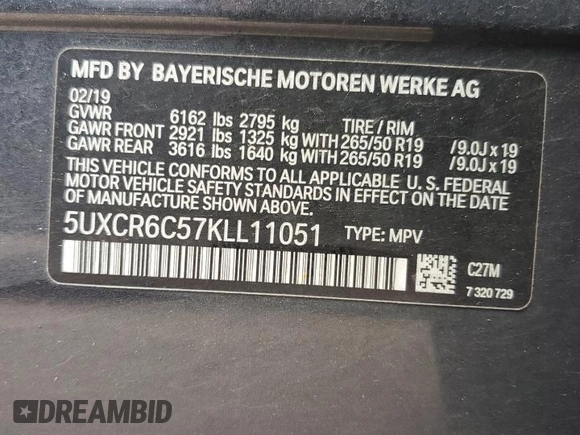 MFD BY BAYERISCHE MOTOREN WERKE AG
02/19
GVWR 6162 lbs 2795 kg TIRE / RIM
GAWR FRONT 2921 lbs 1325 kg WITH 265/50 R19 /9.0J x 19
GAWR REAR 3616 lbs 1640 kg WITH 265/50 R19 /9.0J x 19
THIS VEHICLE CONFORMS TO ALL APPLICABLE U.S. FEDERAL
MOTOR VEHICLE SAFETY STANDARDS IN EFFECT ON THE DATE
OF MANUFACTURE SHOWN ABOVE.
5UXCR6C57KLL11051 TYPE: MPV
C27M
7 320 729
DREAMBID